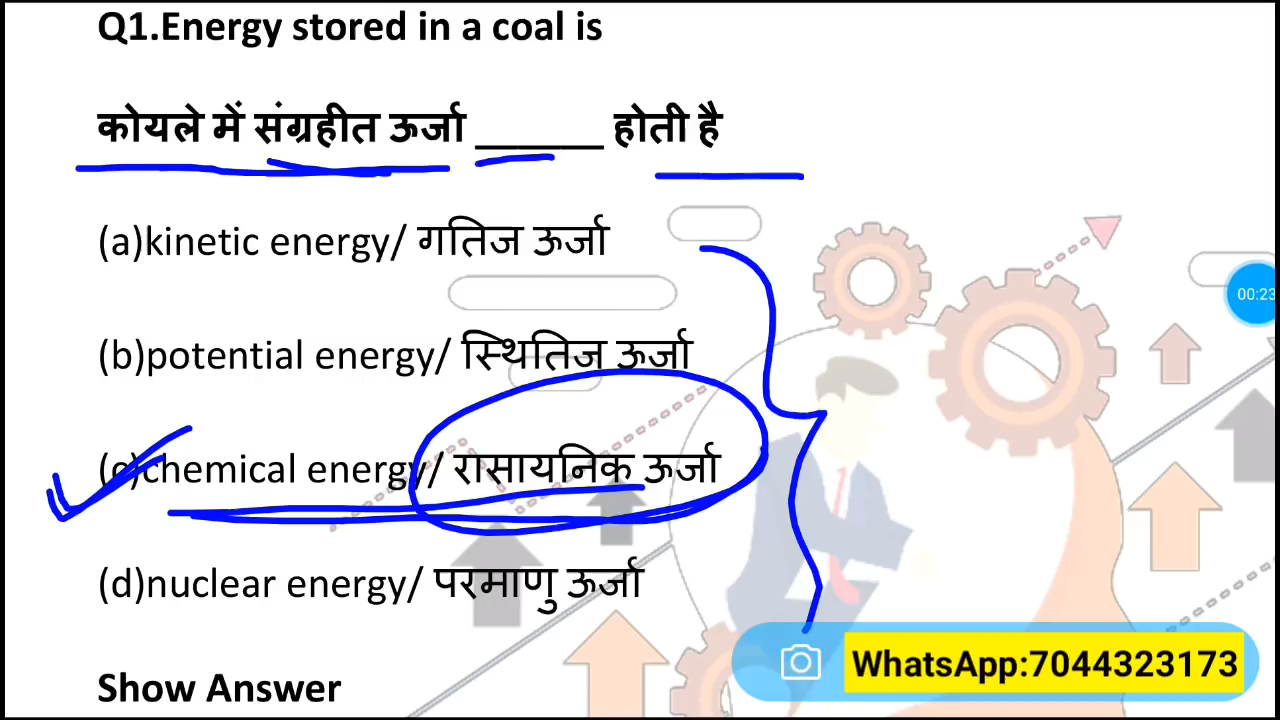 Q1.Energy stored in a coal is
कोयले में संग्रहीत ऊर्जा ______ होती है
(a)kinetic energy/ गतिज ऊर्जा
00:23
(b)potential energy/ स्थितिज ऊर्जा
(c)chemical energy/ रासायनिक ऊर्जा
(d)nuclear energy/ परमाणु ऊर्जा
WhatsApp:7044323173
Show Answer